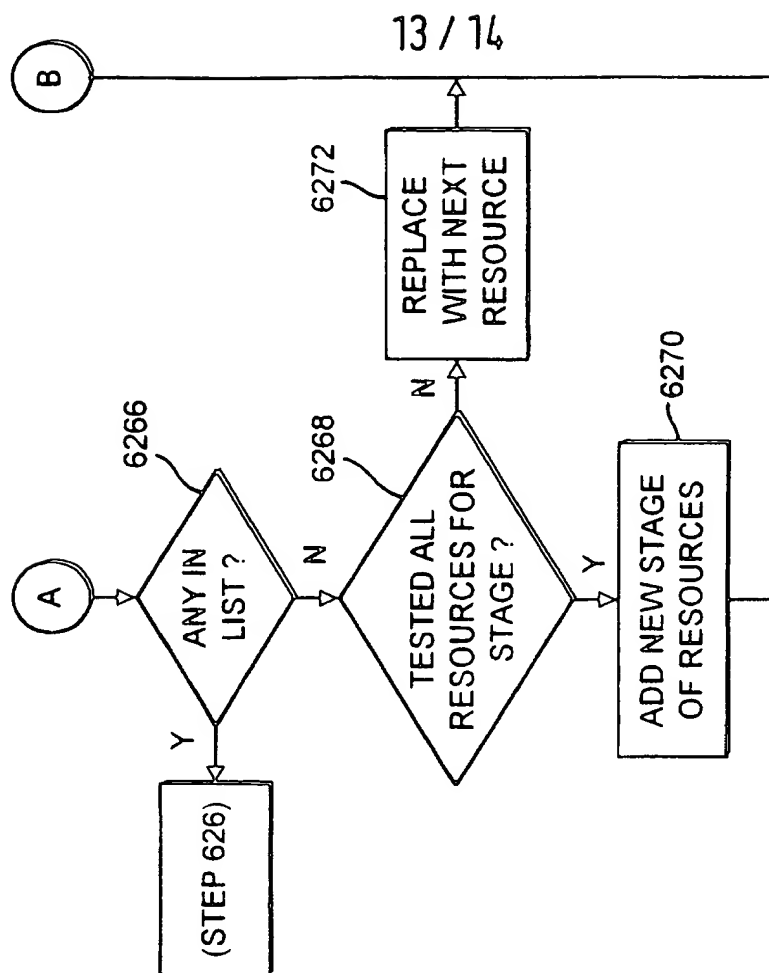 13 / 14
A
B
6266
ANY IN
LIST ?
Y
N
(STEP 626)
6268
TESTED ALL
RESOURCES FOR
STAGE ?
N
Y
6272
REPLACE
WITH NEXT
RESOURCE
6270
ADD NEW STAGE
OF RESOURCES